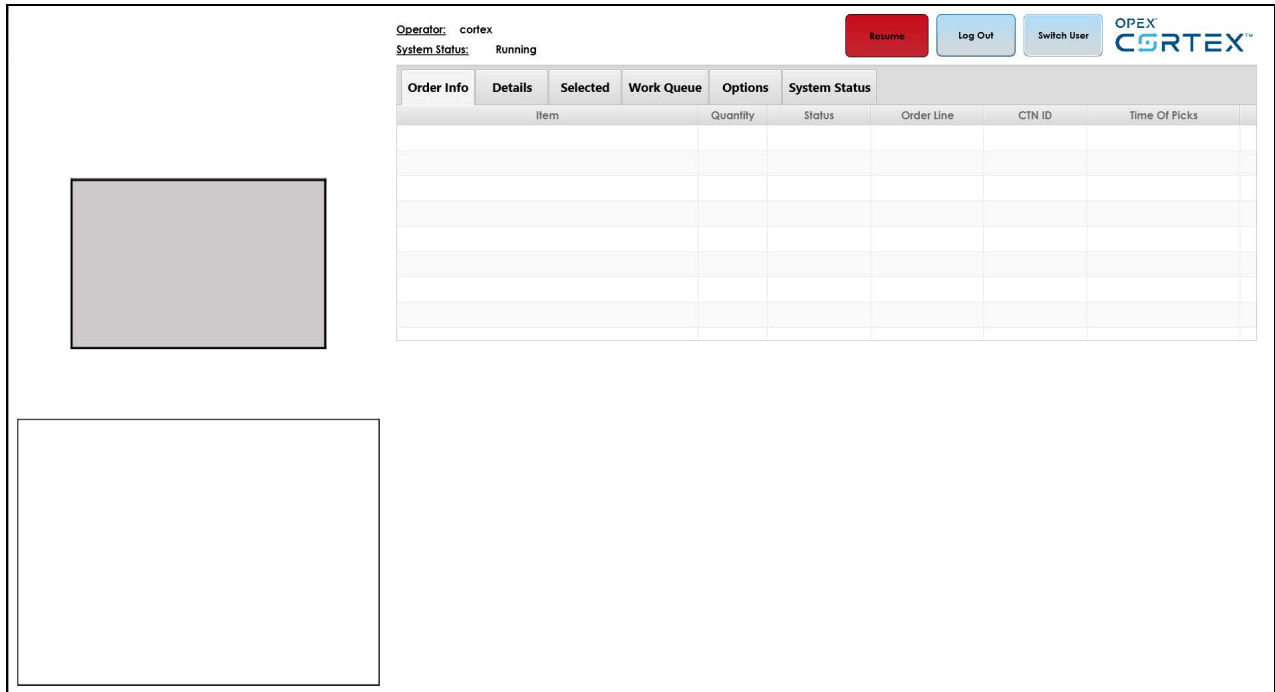 Operator: cortex
System Status: Running
Resume
Log Out
Switch User
OPEX
CORTEX™
Order Info Details Selected Work Queue Options System Status
Item Quantity Status Order Line CTN ID Time Of Picks